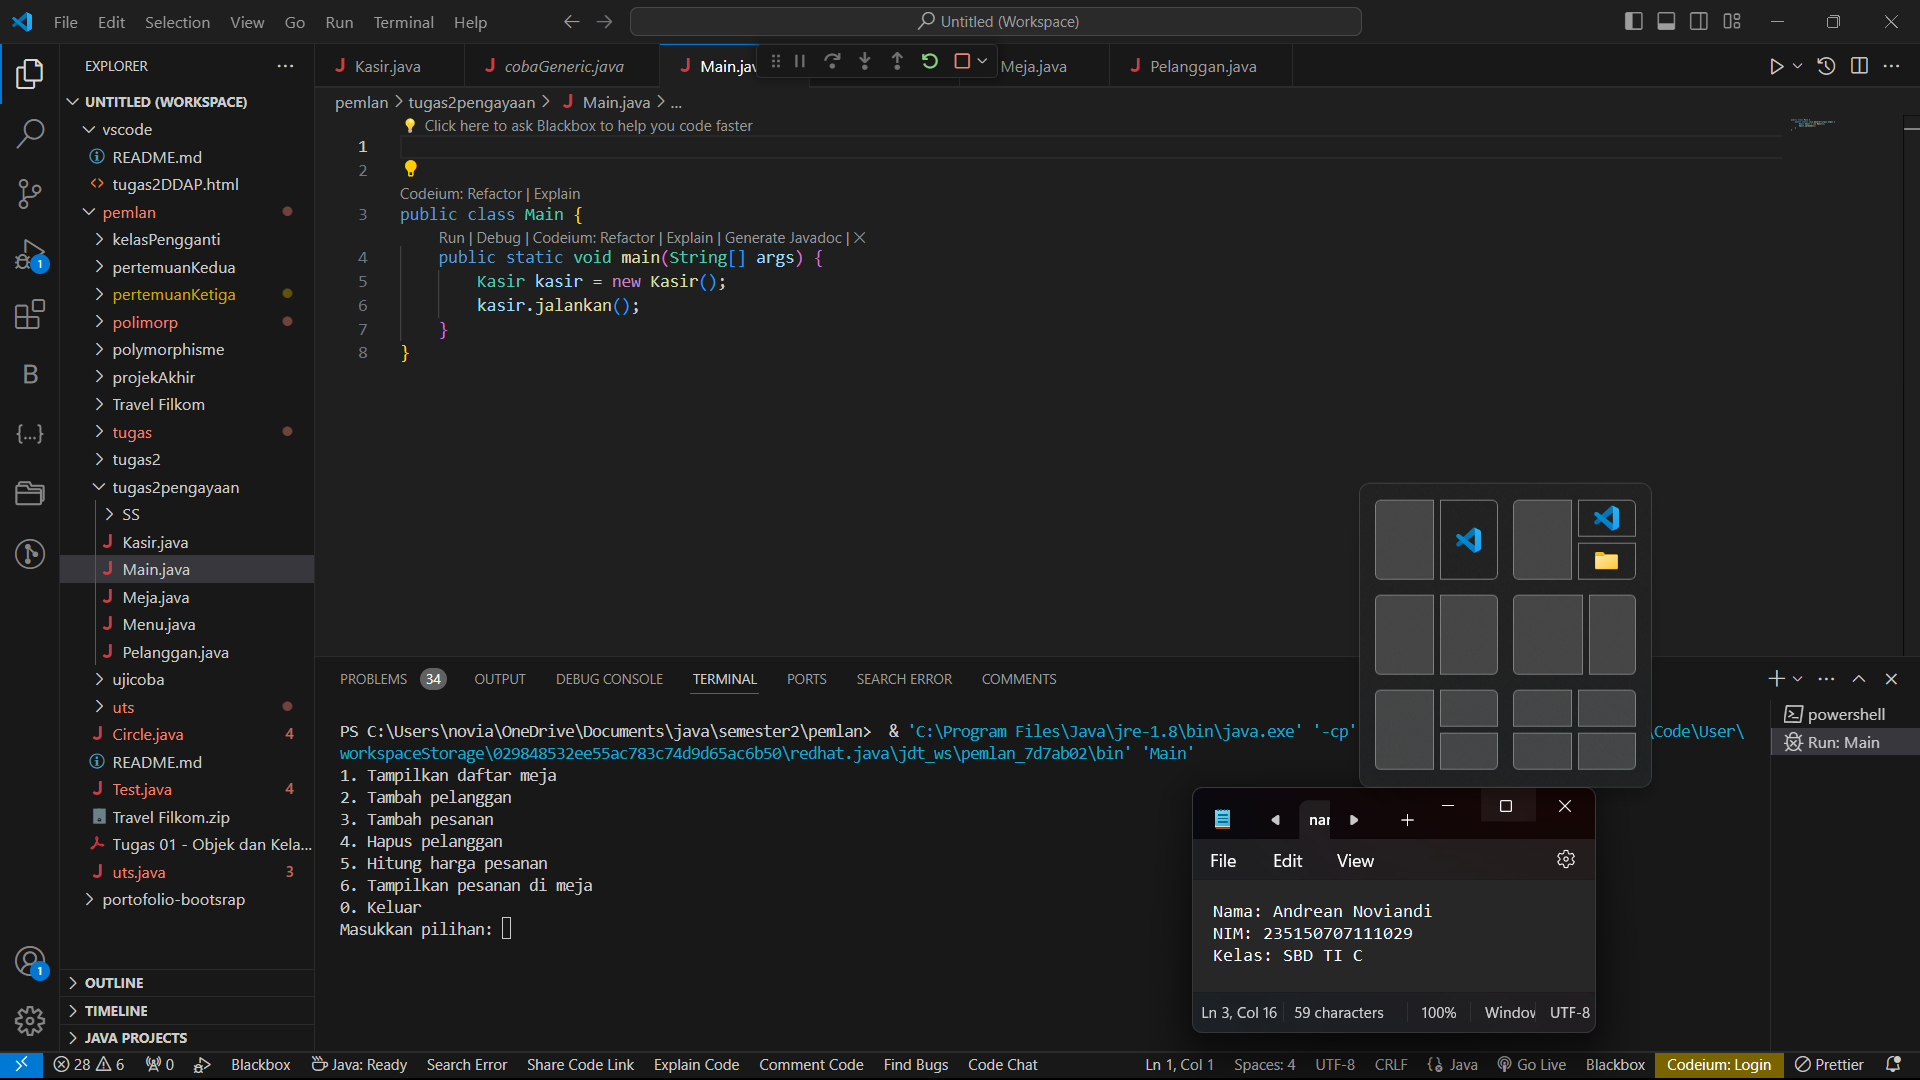 File Edit Selection View Go Run Terminal Help
Untitled (Workspace)
EXPLORER
UNTITLED (WORKSPACE)
vscode
README.md
tugas2DDAP.html
pemlan
kelasPengganti
pertemuanKedua
pertemuanKetiga
polimorp
polymorphisme
projekAkhir
Travel Filkom
tugas
tugas2
tugas2pengayaan
SS
Kasir.java
Main.java
Meja.java
Menu.java
Pelanggan.java
ujicoba
uts
Circle.java 4
README.md
Test.java 4
Travel Filkom.zip
Tugas 01 - Objek dan Kela...
uts.java 3
portofolio-bootsrap
OUTLINE
TIMELINE
JAVA PROJECTS
1
1
Kasir.java cobaGeneric.java Main.jav Meja.java Pelanggan.java
pemlan > tugas2pengayaan > Main.java > ...
Click here to ask Blackbox to help you code faster
1
2
Codeium: Refactor | Explain
3 public class Main {
Run | Debug | Codeium: Refactor | Explain | Generate Javadoc | ×
4 public static void main(String[] args) {
5 Kasir kasir = new Kasir();
6 kasir.jalankan();
7 }
8 }
PROBLEMS 34 OUTPUT DEBUG CONSOLE TERMINAL PORTS SEARCH ERROR COMMENTS
PS C:\Users\novia\OneDrive\Documents\java\semester2\pemlan> & 'C:\Program Files\Java\jre-1.8\bin\java.exe' '-cp' \Code\User\
workspaceStorage\029848532ee55ac783c74d9d65ac6b50\redhat.java\jdt_ws\pemlan_7d7ab02\bin' 'Main'
1. Tampilkan daftar meja
2. Tambah pelanggan
3. Tambah pesanan
4. Hapus pelanggan
5. Hitung harga pesanan
6. Tampilkan pesanan di meja
0. Keluar
Masukkan pilihan:
powershell
Run: Main
nar
File Edit View
Nama: Andrean Noviandi
NIM: 235150707111029
Kelas: SBD TI C
Ln 3, Col 16 59 characters 100% Window UTF-8
28 6 0 Blackbox Java: Ready Search Error Share Code Link Explain Code Comment Code Find Bugs Code Chat Ln 1, Col 1 Spaces: 4 UTF-8 CRLF Java Go Live Blackbox Codeium: Login Prettier